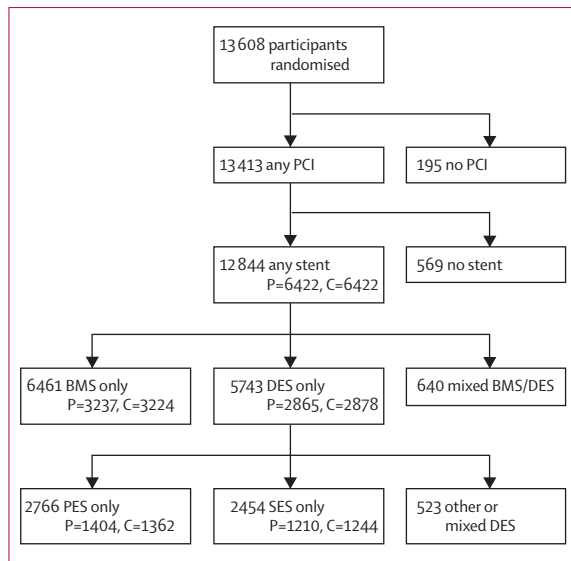 13 608 participants
randomised
13 413 any PCI
195 no PCI
12 844 any stent
P=6422, C=6422
569 no stent
6461 BMS only
P=3237, C=3224
5743 DES only
P=2865, C=2878
640 mixed BMS/DES
2766 PES only
P=1404, C=1362
2454 SES only
P=1210, C=1244
523 other or
mixed DES